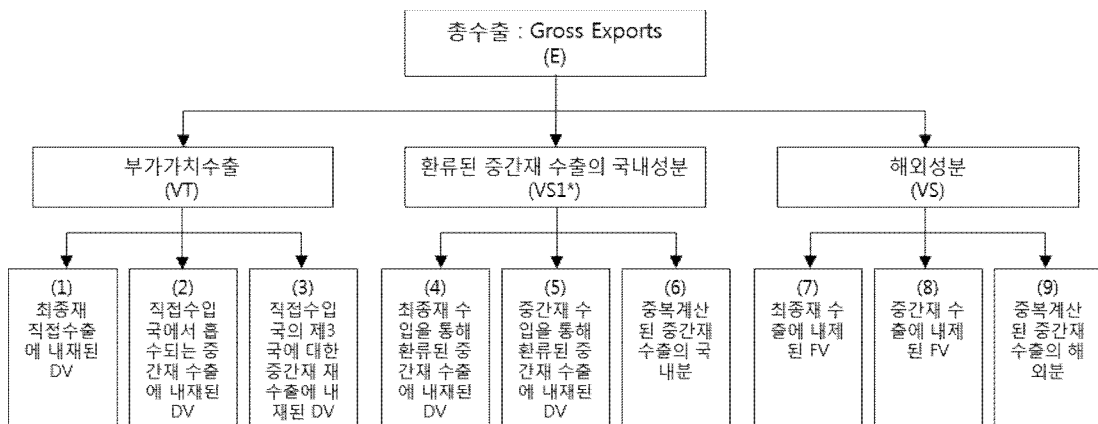 총수출 : Gross Exports
(E)
부가가치수출
(VT)
환류된 중간재 수출의 국내성분
(VS1*)
해외성분
(VS)
(1)
최종재
직접수출
에 내재된
DV
(2)
직접수입
국에서 흡
수되는 중
간재 수출
에 내재된
DV
(3)
직접수입
국의 제3
국에 대한
중간재 재
수출에 내
재된 DV
(4)
최종재 수
입을 통해
환류된 중
간재 수출
에 내재된
DV
(5)
중간재 수
입을 통해
환류된 중
간재 수출
에 내재된
DV
(6)
중복계산
된 중간재
수출의 국
내분
(7)
최종재 수
출에 내제
된 FV
(8)
중간재 수
출에 내제
된 FV
(9)
중복계산
된 중간재
수출의 해
외분